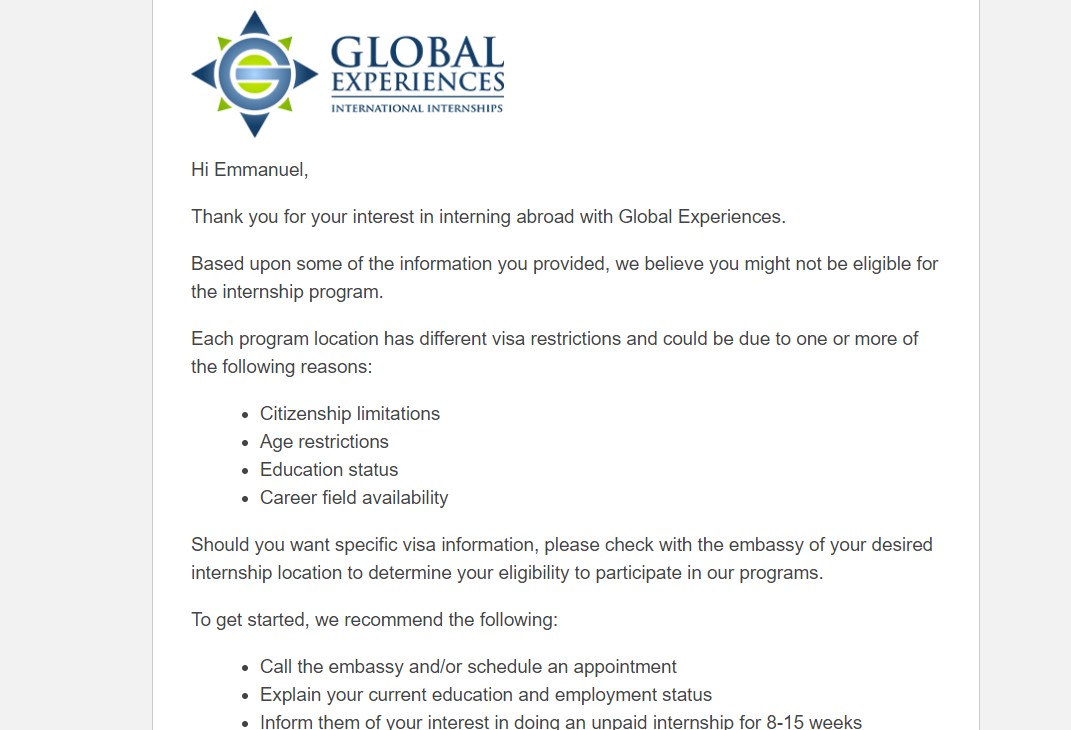 GLOBAL
EXPERIENCES
INTERNATIONAL INTERNSHIPS
Hi Emmanuel,
Thank you for your interest in interning abroad with Global Experiences.
Based upon some of the information you provided, we believe you might not be eligible for
the internship program.
Each program location has different visa restrictions and could be due to one or more of
the following reasons:
• Citizenship limitations
• Age restrictions
• Education status
• Career field availability
Should you want specific visa information, please check with the embassy of your desired
internship location to determine your eligibility to participate in our programs.
To get started, we recommend the following:
• Call the embassy and/or schedule an appointment
• Explain your current education and employment status
• Inform them of your interest in doing an unpaid internship for 8-15 weeks